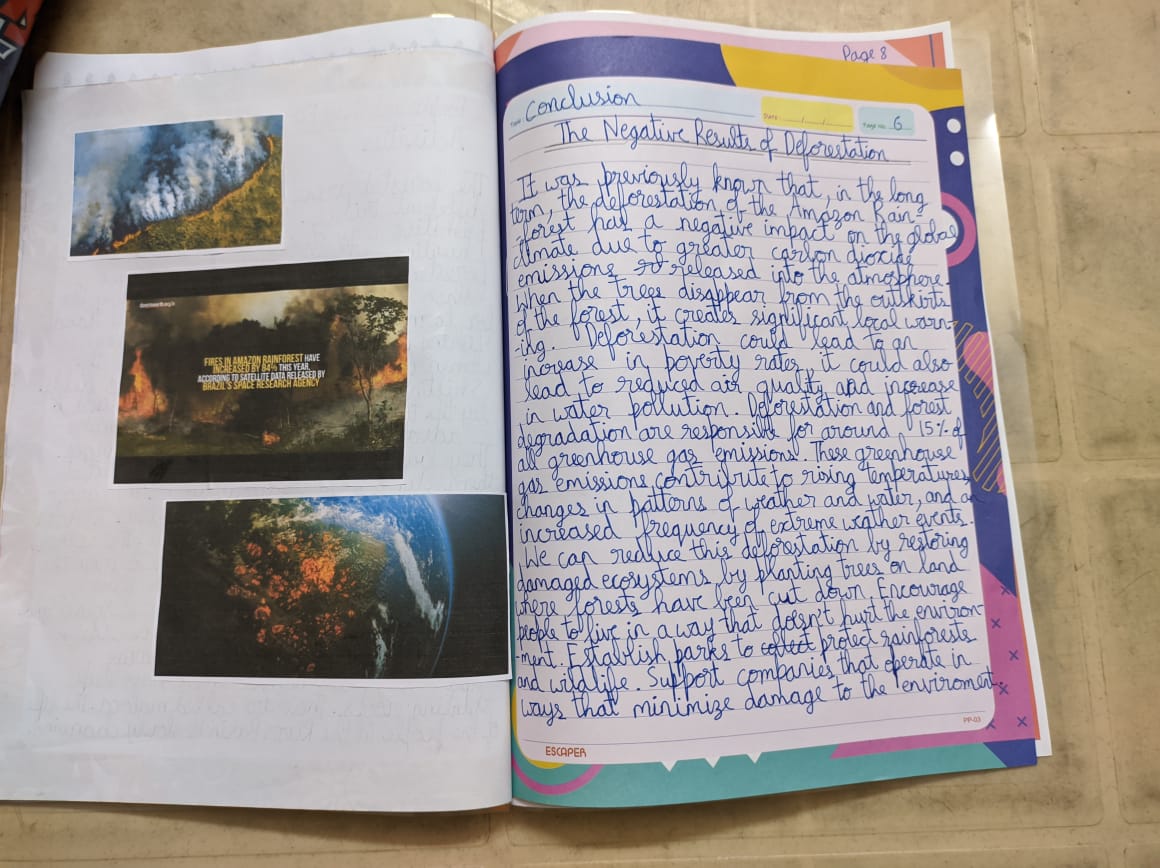 FIRES IN AMAZON RAINFOREST HAVE
INCREASED BY 84% THIS YEAR,
ACCORDING TO SATELLITE DATA RELEASED BY
BRAZIL'S SPACE RESEARCH AGENCY
Page 8
Conclusion
Date: / /
Page No. 6
The Negative Results of Deforestation
It was previously known that, in the long
term, the deforestation of the Amazon Rain-
forest has a negative impact on the global
climate due to greater carbon dioxide
emissions released into the atmosphere.
When the trees disappear from the outskirts
of the forest, it creates significant local warm-
-ing. Deforestation could lead to an
increase in poverty rates, it could also
lead to reduced air quality and increase
in water pollution. Deforestation and forest
degradation are responsible for around 15% of
all greenhouse gas emissions. These greenhouse
gas emissions contribute to rising temperatures,
changes in patterns of weather and water, and an
increased frequency of extreme weather events.
We can reduce this deforestation by restoring
damaged ecosystems by planting trees on land
where forests have been cut down. Encourage
people to live in a way that doesn't hurt the environ-
-ment. Establish parks to collect protect rainforests
and wildlife. Support companies that operate in
ways that minimize damage to the enviroment.
PP-03
ESCAPER